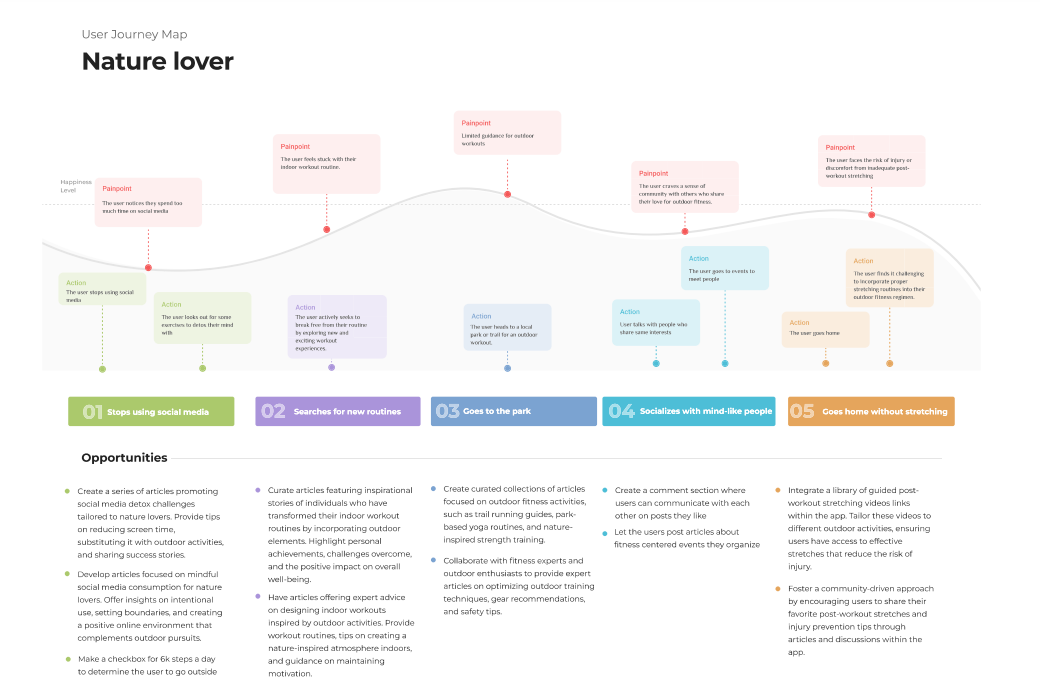 User Journey Map
Nature lover
Happiness
Level
Painpoint
The user notices they spend too
much time on social media
Painpoint
The user feels stuck with their
indoor workout routine.
Painpoint
Limited guidance for outdoor
workouts
Painpoint
The user craves a sense of
community with others who share
their love for outdoor fitness.
Painpoint
The user faces the risk of injury or
discomfort from inadequate post-
workout stretching
Action
The user stops using social
media
Action
The user looks out for some
exercises to detox their mind
with
Action
The user actively seeks to
break free from their routine
by exploring new and
exciting workout
experiences.
Action
The user heads to a local
park or trail for an outdoor
workout.
Action
User talks with people who
share same interests
Action
The user goes to events to
meet people
Action
The user goes home
Action
The user finds it challenging
to incorporate proper
stretching routines into their
outdoor fitness regimen.
01 Stops using social media
02 Searches for new routines
03 Goes to the park
04 Socializes with mind-like people
05 Goes home without stretching
Opportunities
Create a series of articles promoting
social media detox challenges
tailored to nature lovers. Provide tips
on reducing screen time,
substituting it with outdoor activities,
and sharing success stories.
Develop articles focused on mindful
social media consumption for nature
lovers. Offer insights on intentional
use, setting boundaries, and creating
a positive online environment that
complements outdoor pursuits.
Make a checkbox for 6k steps a day
to determine the user to go outside
Curate articles featuring inspirational
stories of individuals who have
transformed their indoor workout
routines by incorporating outdoor
elements. Highlight personal
achievements, challenges overcome,
and the positive impact on overall
well-being.
Have articles offering expert advice
on designing indoor workouts
inspired by outdoor activities. Provide
workout routines, tips on creating a
nature-inspired atmosphere indoors,
and guidance on maintaining
motivation.
Create curated collections of articles
focused on outdoor fitness activities,
such as trail running guides, park-
based yoga routines, and nature-
inspired strength training.
Collaborate with fitness experts and
outdoor enthusiasts to provide expert
articles on optimizing outdoor training
techniques, gear recommendations,
and safety tips.
Create a comment section where
users can communicate with each
other on posts they like
Let the users post articles about
fitness centered events they organize
Integrate a library of guided post-
workout stretching videos links
within the app. Tailor these videos to
different outdoor activities, ensuring
users have access to effective
stretches that reduce the risk of
injury.
Foster a community-driven approach
by encouraging users to share their
favorite post-workout stretches and
injury prevention tips through
articles and discussions within the
app.